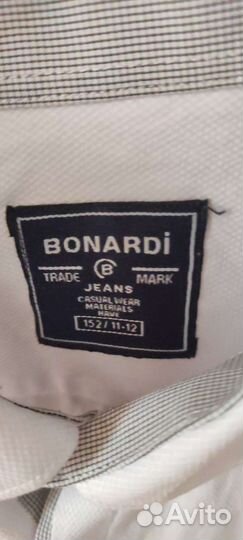 BONARDİ
TRADE B MARK
JEANS
CASUAL WEAR
MATERIALS
HAVE
152/11-12
Avito